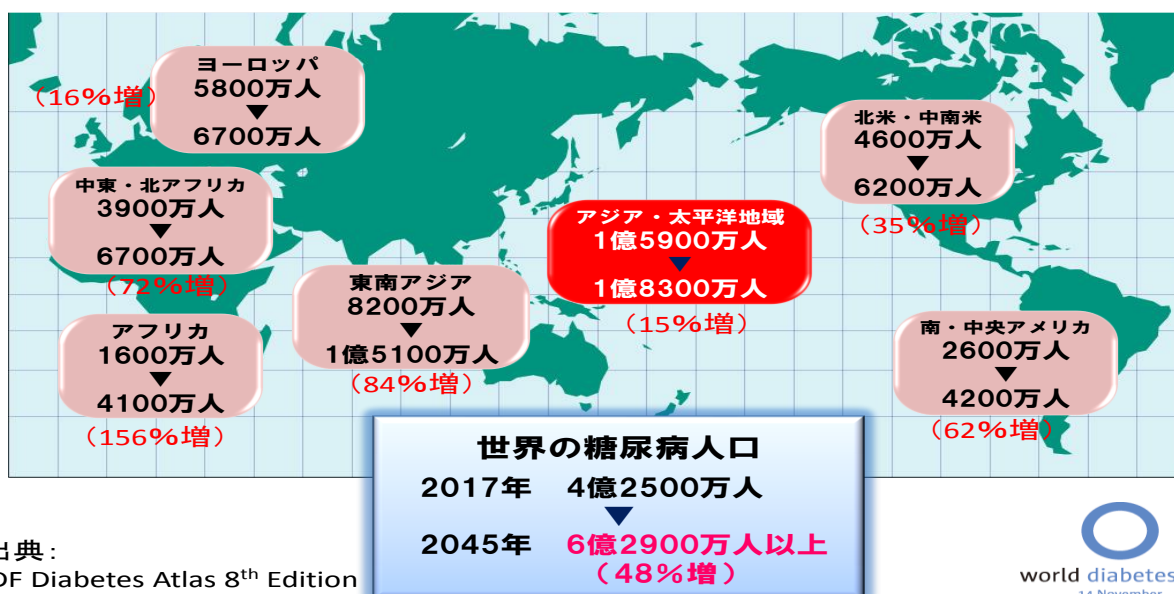 ヨーロッパ
5800万人
▼
6700万人
（16%増）
北米・中南米
4600万人
▼
6200万人
（35%増）
中東・北アフリカ
3900万人
▼
6700万人
（72%増）
アジア・太平洋地域
1億5900万人
▼
1億8300万人
（15%増）
東南アジア
8200万人
▼
1億5100万人
（84%増）
アフリカ
1600万人
▼
4100万人
（156%増）
南・中央アメリカ
2600万人
▼
4200万人
（62%増）
世界の糖尿病人口
2017年 4億2500万人
▼
2045年 6億2900万人以上
（48%増）
出典：
DF Diabetes Atlas 8th Edition
world diabetes
14 November